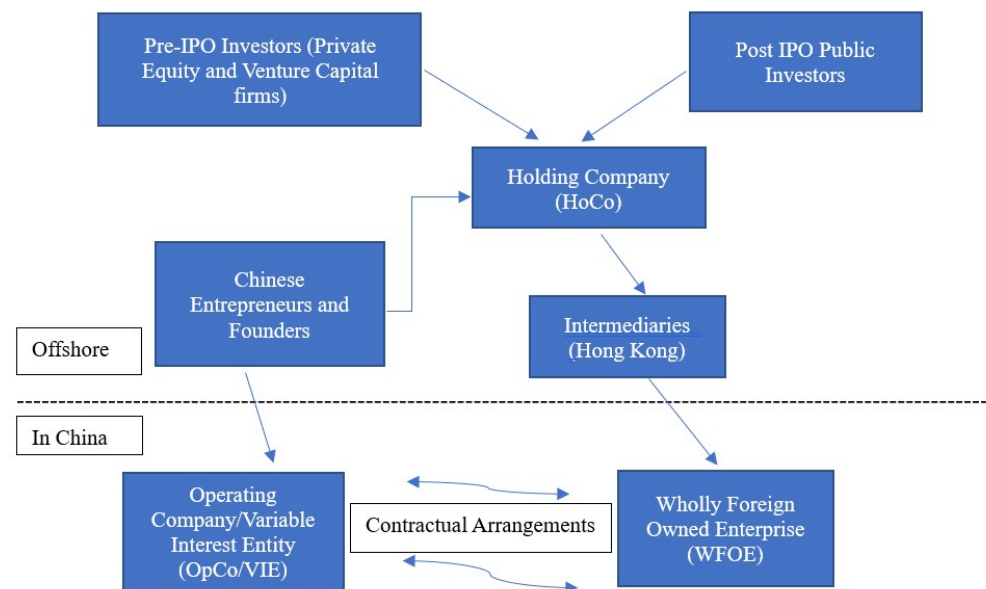 Pre-IPO Investors (Private
Equity and Venture Capital
firms)
Post IPO Public
Investors
Holding Company
(HoCo)
Chinese
Entrepreneurs and
Founders
Intermediaries
(Hong Kong)
Offshore
In China
Operating
Company/Variable
Interest Entity
(OpCo/VIE)
Contractual Arrangements
Wholly Foreign
Owned Enterprise
(WFOE)